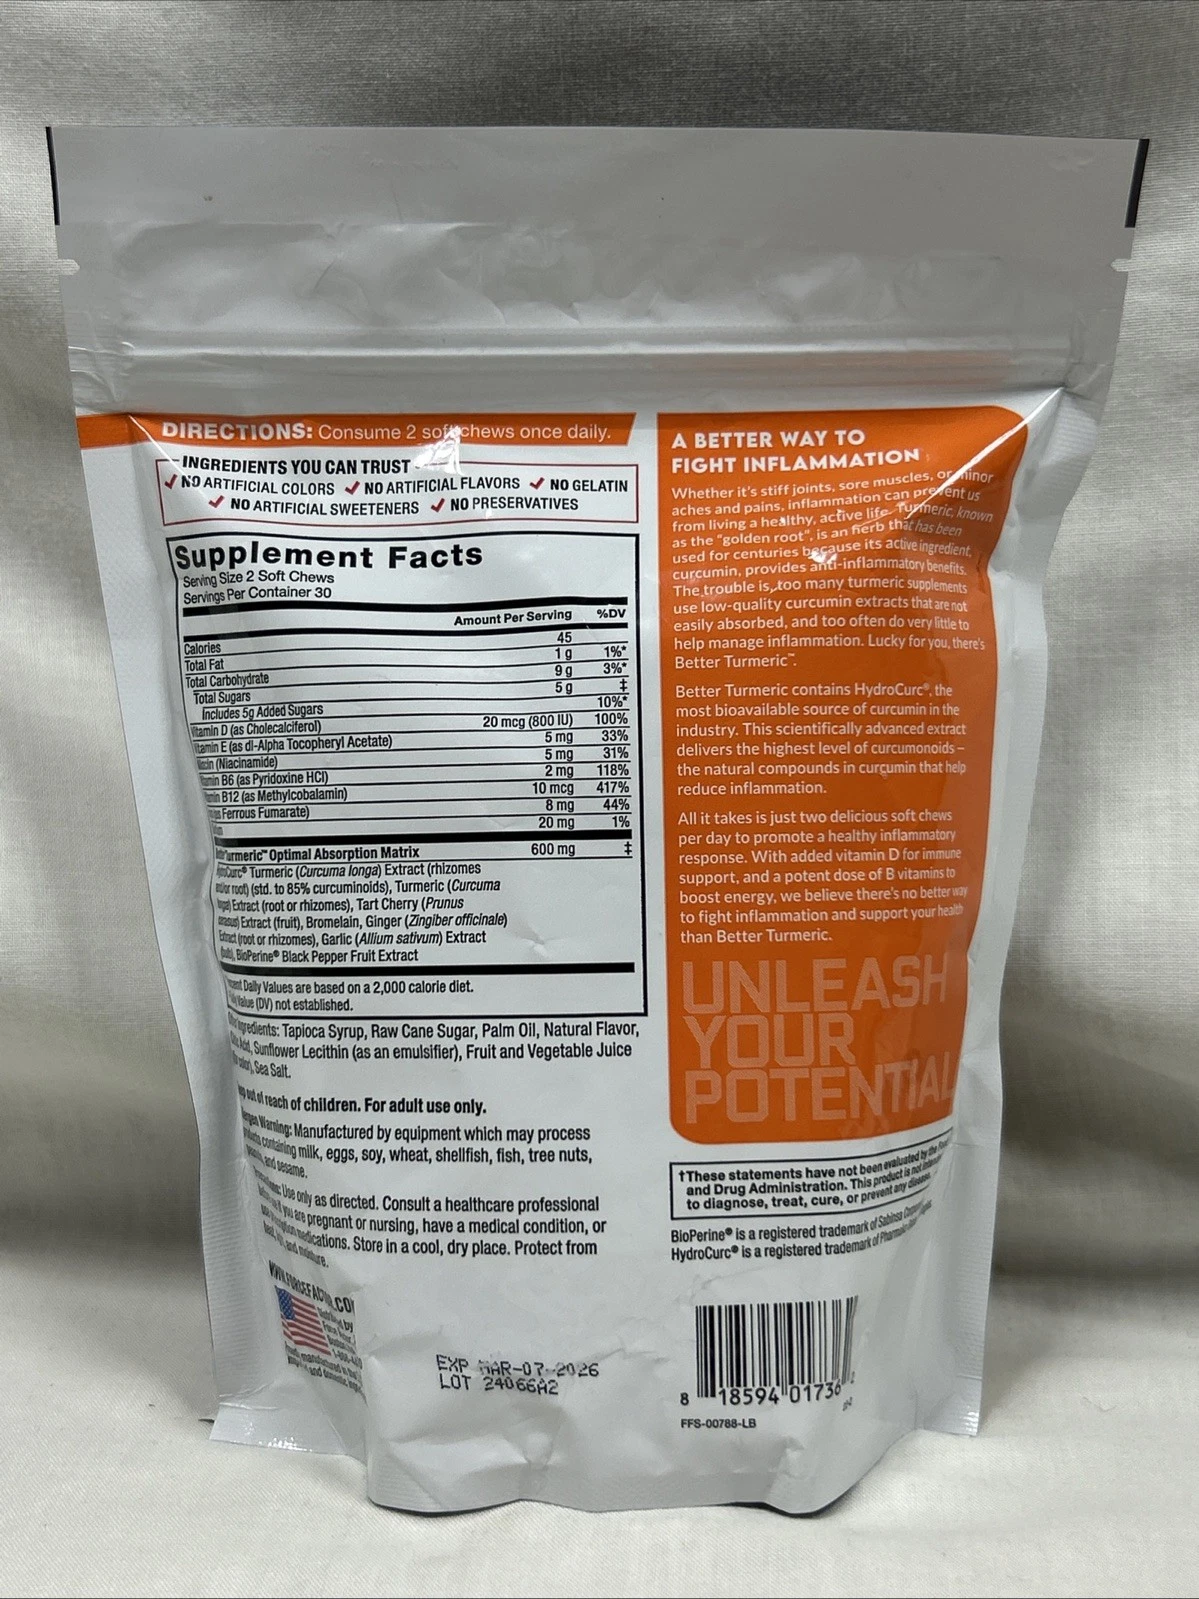 DIRECTIONS: Consume 2 soft chews once daily.
INGREDIENTS YOU CAN TRUST
NO ARTIFICIAL COLORS NO ARTIFICIAL FLAVORS NO GELATIN
NO ARTIFICIAL SWEETENERS NO PRESERVATIVES
Supplement Facts
Serving Size 2 Soft Chews
Servings Per Container 30
Amount Per Serving %DV
Calories 45
Total Fat 1 g 1%*
Total Carbohydrate 9 g 3%*
Total Sugars 5 g ‡
Includes 5g Added Sugars 10%*
Vitamin D (as Cholecalciferol) 20 mcg (800 IU) 100%
Vitamin E (as dl-Alpha Tocopheryl Acetate) 5 mg 33%
(Niacinamide) 5 mg 31%
B6 (as Pyridoxine HCl) 2 mg 118%
B12 (as Methylcobalamin) 10 mcg 417%
Ferrous Fumarate) 8 mg 44%
20 mg 1%
Turmeric™ Optimal Absorption Matrix 600 mg ‡
Turmeric (Curcuma longa) Extract (rhizomes
root) (std. to 85% curcuminoids), Turmeric (Curcuma
Extract (root or rhizomes), Tart Cherry (Prunus
Extract (fruit), Bromelain, Ginger (Zingiber officinale)
Extract (root or rhizomes), Garlic (Allium sativum) Extract
BioPerine® Black Pepper Fruit Extract
Daily Values are based on a 2,000 calorie diet.
Value (DV) not established.
Ingredients: Tapioca Syrup, Raw Cane Sugar, Palm Oil, Natural Flavor,
Acid, Sunflower Lecithin (as an emulsifier), Fruit and Vegetable Juice
Sea Salt.
out of reach of children. For adult use only.
Warning: Manufactured by equipment which may process
containing milk, eggs, soy, wheat, shellfish, fish, tree nuts,
and sesame.
Use only as directed. Consult a healthcare professional
you are pregnant or nursing, have a medical condition, or
medications. Store in a cool, dry place. Protect from
and moisture.
EXP MAR-07-2026
LOT 24066A2
A BETTER WAY TO
FIGHT INFLAMMATION
Whether it's stiff joints, sore muscles, or minor
aches and pains, inflammation can prevent us
from living a healthy, active life. Turmeric, known
as the "golden root", is an herb that has been
used for centuries because its active ingredient,
curcumin, provides anti-inflammatory benefits.
The trouble is, too many turmeric supplements
use low-quality curcumin extracts that are not
easily absorbed, and too often do very little to
help manage inflammation. Lucky for you, there's
Better Turmeric™.
Better Turmeric contains HydroCurc®, the
most bioavailable source of curcumin in the
industry. This scientifically advanced extract
delivers the highest level of curcumonoids –
the natural compounds in curcumin that help
reduce inflammation.
All it takes is just two delicious soft chews
per day to promote a healthy inflammatory
response. With added vitamin D for immune
support, and a potent dose of B vitamins to
boost energy, we believe there's no better way
to fight inflammation and support your health
than Better Turmeric.
UNLEASH
YOUR
POTENTIAL
†These statements have not been evaluated by the Food
and Drug Administration. This product is not
to diagnose, treat, cure, or prevent any disease.
BioPerine® is a registered trademark of Sabinsa
HydroCurc® is a registered trademark of
8 18594 01736
FFS-00788-LB